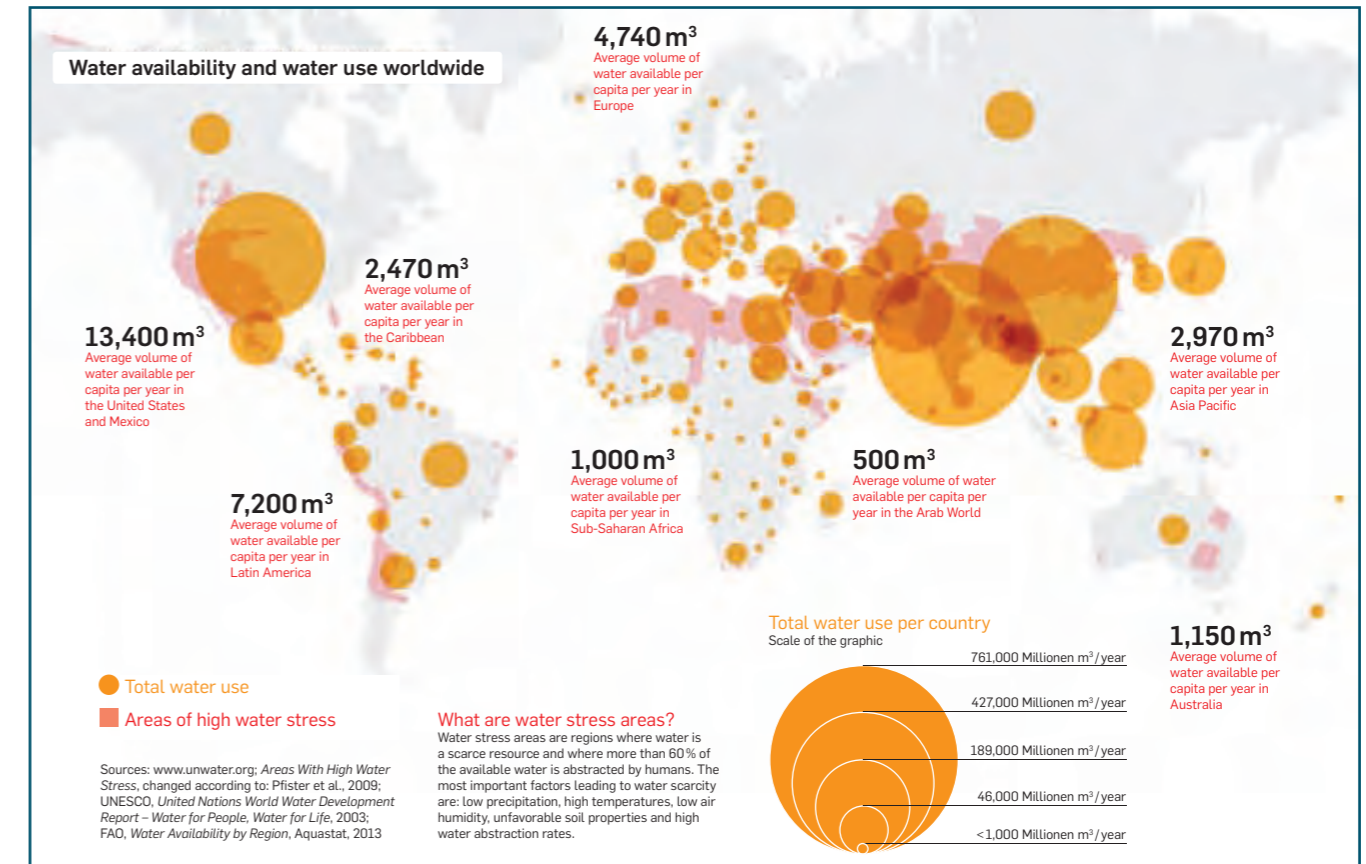 Water availability and water use worldwide
4,740 m³
Average volume of
water available per
capita per year in
Europe
2,470 m³
Average volume of
water available per
capita per year in
the Caribbean
13,400 m³
Average volume of
water available per
capita per year in
the United States
and Mexico
2,970 m³
Average volume of
water available per
capita per year in
Asia Pacific
7,200 m³
Average volume of
water available per
capita per year in
Latin America
1,000 m³
Average volume of
water available per
capita per year in
Sub-Saharan Africa
500 m³
Average volume of water
available per capita per
year in the Arab World
1,150 m³
Average volume of
water available per
capita per year in
Australia
Total water use per country
Scale of the graphic
761,000 Millionen m³/year
427,000 Millionen m³/year
189,000 Millionen m³/year
46,000 Millionen m³/year
<1,000 Millionen m³/year
Total water use
Areas of high water stress
Sources: www.unwater.org; Areas With High Water
Stress, changed according to: Pfister et al., 2009;
UNESCO, United Nations World Water Development
Report – Water for People, Water for Life, 2003;
FAO, Water Availability by Region, Aquastat, 2013
What are water stress areas?
Water stress areas are regions where water is
a scarce resource and where more than 60 % of
the available water is abstracted by humans. The
most important factors leading to water scarcity
are: low precipitation, high temperatures, low air
humidity, unfavorable soil properties and high
water abstraction rates.